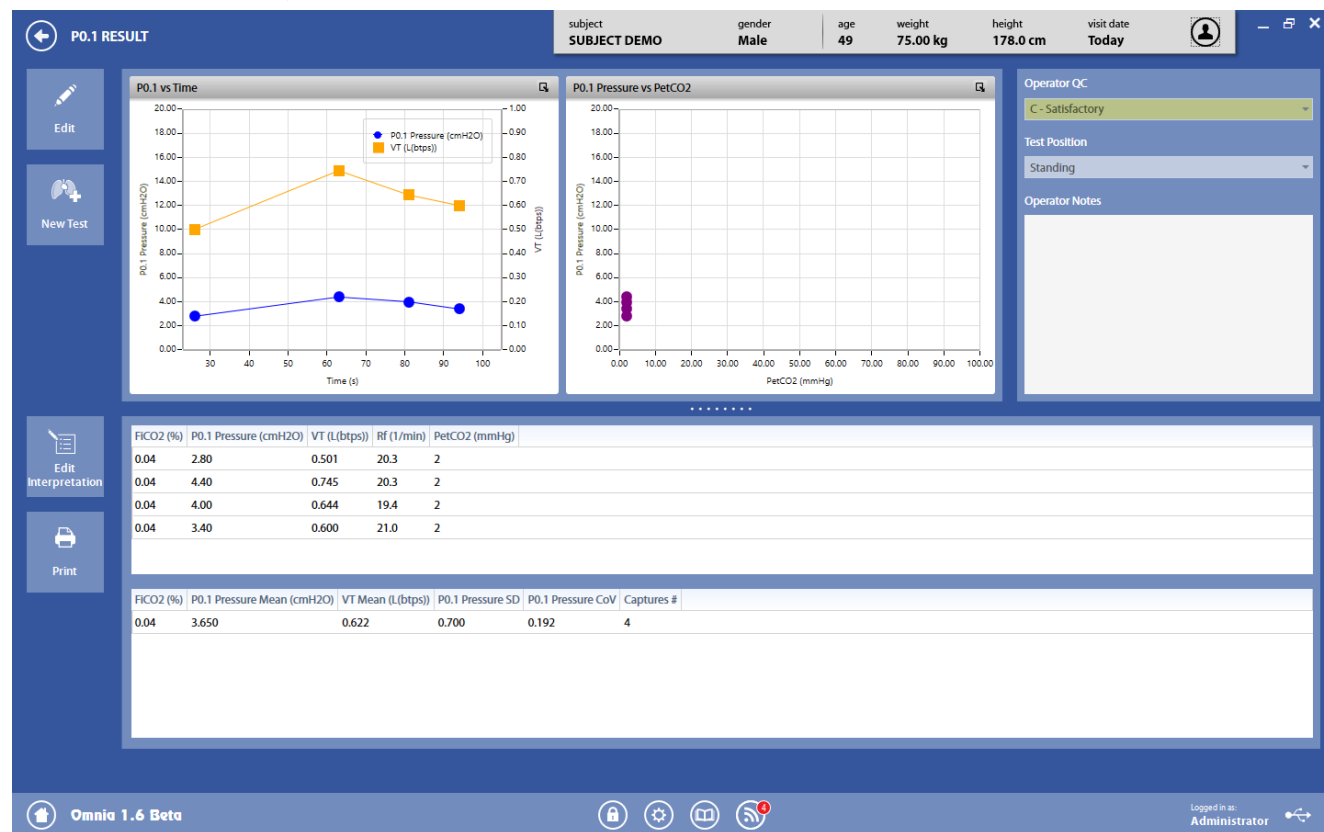 P0.1 RESULT
subject gender age weight height visit date
SUBJECT DEMO Male 49 75.00 kg 178.0 cm Today
Edit
New Test
Edit
Interpretation
Print
P0.1 vs Time
20.00
18.00
16.00
14.00
12.00
10.00
8.00
6.00
4.00
2.00
0.00
P0.1 Pressure (cmH2O)
P0.1 Pressure (cmH2O)
VT (L(btps))
1.00
0.90
0.80
0.70
0.60
0.50
0.40
0.30
0.20
0.10
0.00
VT (L(btps))
30 40 50 60 70 80 90 100
Time (s)
P0.1 Pressure vs PetCO2
20.00
18.00
16.00
14.00
12.00
10.00
8.00
6.00
4.00
2.00
0.00
P0.1 Pressure (cmH2O)
0.00 10.00 20.00 30.00 40.00 50.00 60.00 70.00 80.00 90.00 100.00
PetCO2 (mmHg)
Operator QC
C - Satisfactory
Test Position
Standing
Operator Notes
FiCO2 (%) P0.1 Pressure (cmH2O) VT (L(btps)) Rf (1/min) PetCO2 (mmHg)
0.04 2.80 0.501 20.3 2
0.04 4.40 0.745 20.3 2
0.04 4.00 0.644 19.4 2
0.04 3.40 0.600 21.0 2
FiCO2 (%) P0.1 Pressure Mean (cmH2O) VT Mean (L(btps)) P0.1 Pressure SD P0.1 Pressure CoV Captures #
0.04 3.650 0.622 0.700 0.192 4
Omnia 1.6 Beta
4
Logged in as:
Administrator